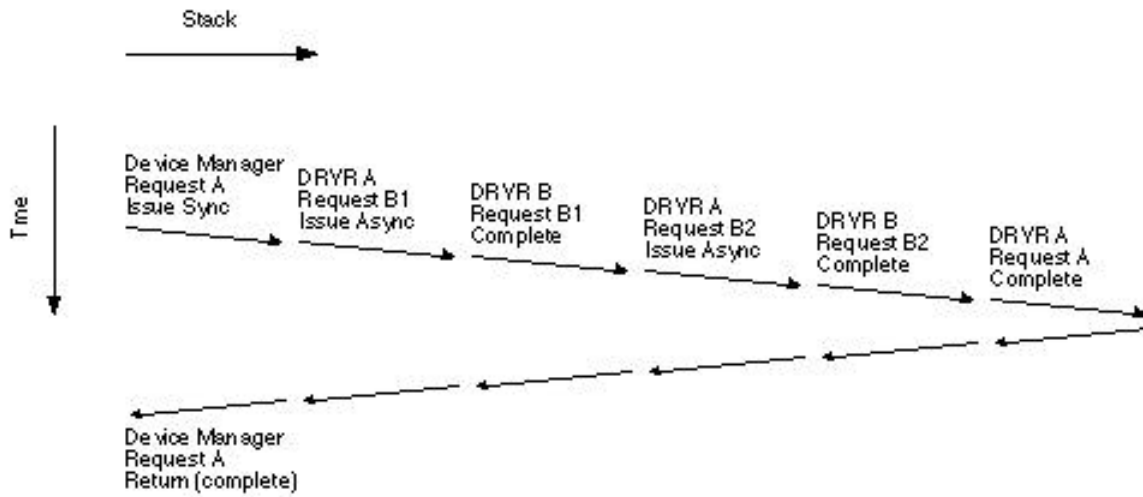 Stack
Time
Device Manager
Request A
Issue Sync
DRVR A
Request B1
Issue Async
DRVR B
Request B1
Complete
DRVR A
Request B2
Issue Async
DRVR B
Request B2
Complete
DRVR A
Request A
Complete
Device Manager
Request A
Return (complete)